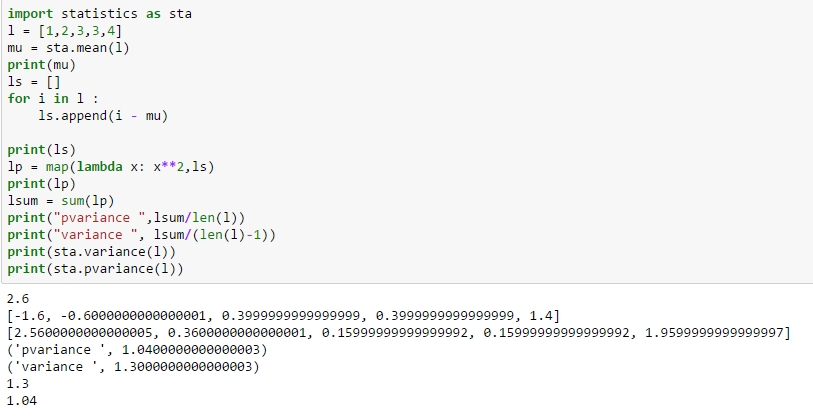 import statistics as sta
l = [1,2,3,3,4]
mu = sta.mean(l)
print(mu)
ls = []
for i in l :
    ls.append(i - mu)

print(ls)
lp = map(lambda x: x**2,ls)
print(lp)
lsum = sum(lp)
print("pvariance ",lsum/len(l))
print("variance ", lsum/(len(l)-1))
print(sta.variance(l))
print(sta.pvariance(l))
2.6
[-1.6, -0.6000000000000001, 0.3999999999999999, 0.3999999999999999, 1.4]
[2.5600000000000005, 0.3600000000000001, 0.15999999999999992, 0.15999999999999992, 1.9599999999999997]
('pvariance ', 1.0400000000000003)
('variance ', 1.3000000000000003)
1.3
1.04